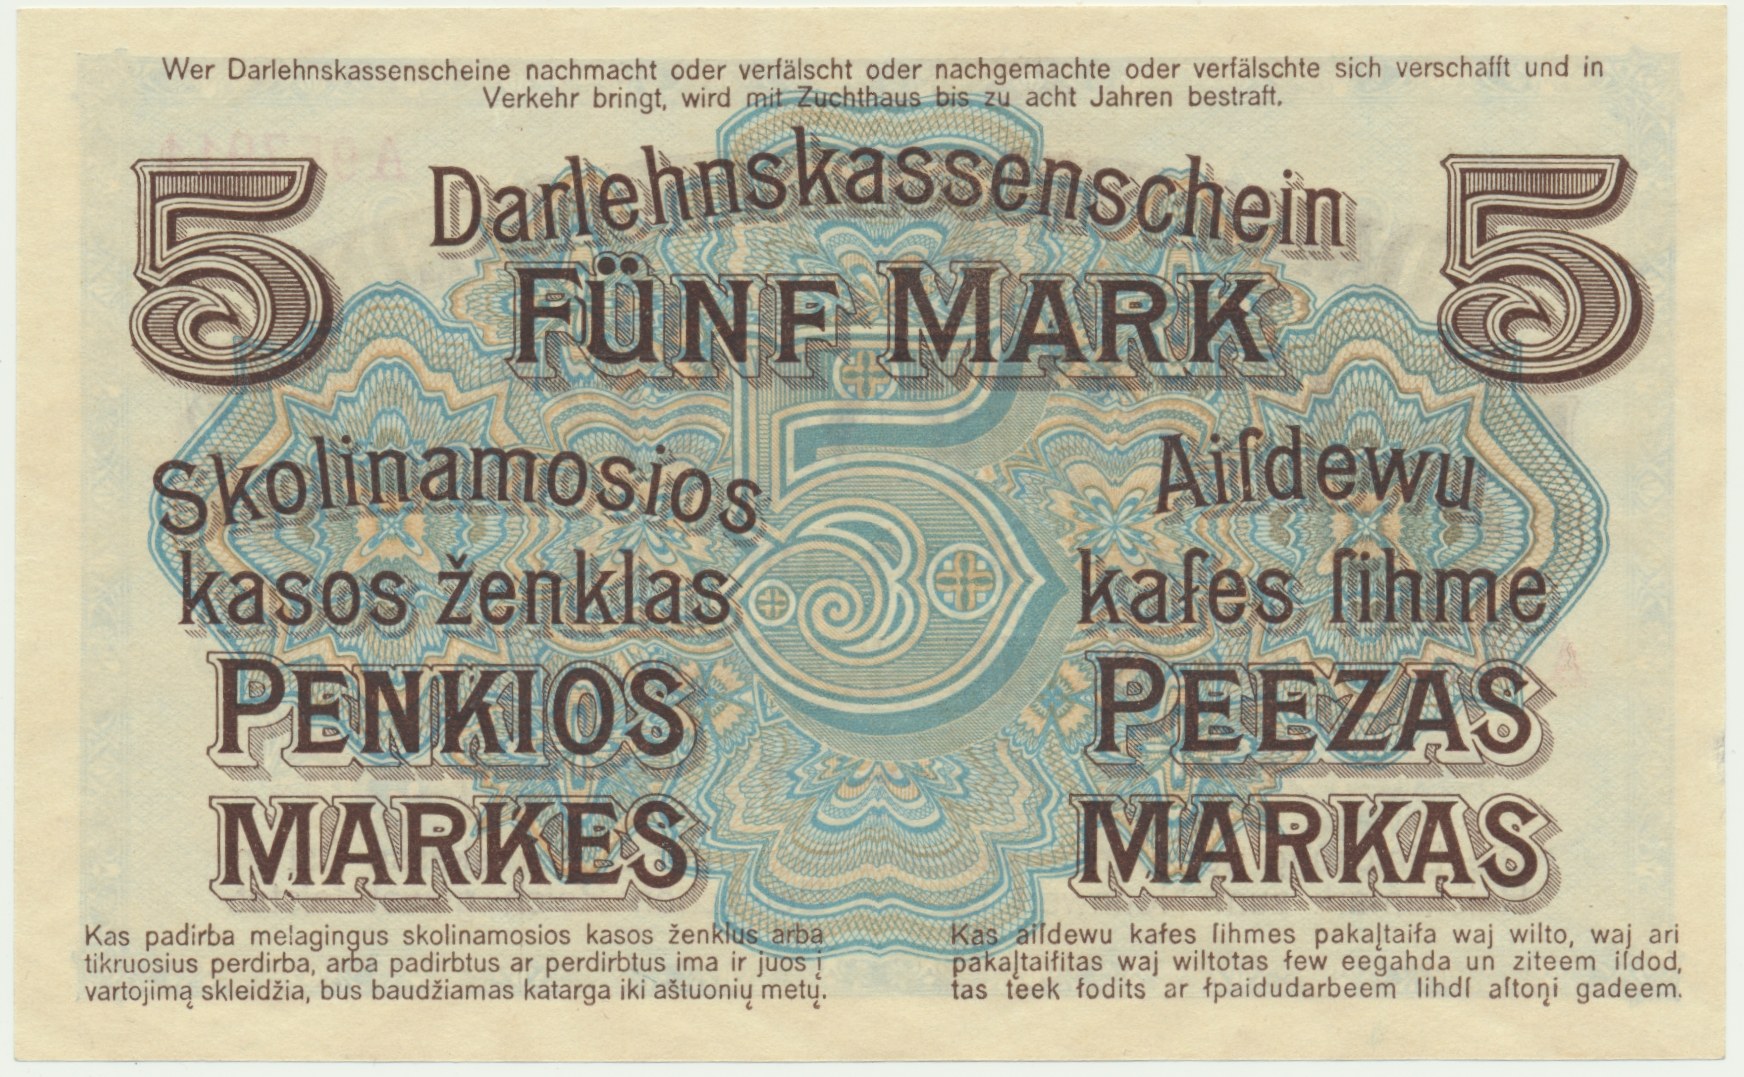 Wer Darlehnskassenscheine nachmacht oder verfälscht oder nachgemachte oder verfälschte sich verschafft und in
Verkehr bringt, wird mit Zuchthaus bis zu acht Jahren bestraft.
5 Darlehnskassenschein 5
FÜNF MARK
5
Skolinamosios
kasos ženklas
PENKIOS
MARKES
Aiſdewu
kaſes ſihme
PEEZAS
MARKAS
Kas padirba melagingus skolinamosios kasos ženklus arba
tikruosius perdirba, arba padirbtus ar perdirbtus ima ir juos į
vartojimą skleidžia, bus baudžiamas katarga iki aštuonių metų.
Kas aiſdewu kaſes ſihmes pakaļtaiſa waj wilto, waj ari
pakaļtaiſitas waj wiltotas ſew eegahda un ziteem iſdod,
tas teek ſodits ar ſpaidudarbeem lihdſ aſtoņi gadeem.